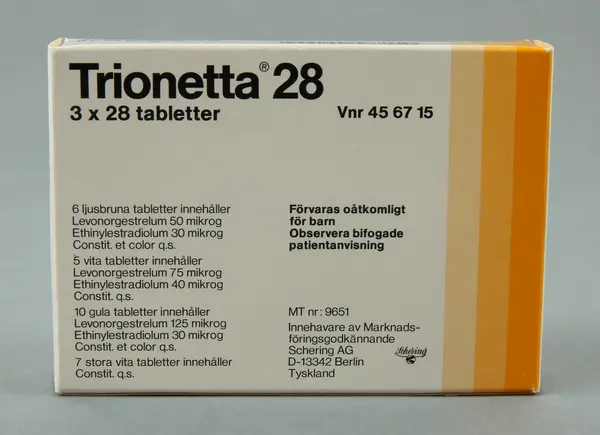 Trionetta® 28
3 x 28 tabletter
Vnr 45 67 15
6 ljusbruna tabletter innehåller
Levonorgestrelum 50 mikrog
Ethinylestradiolum 30 mikrog
Constit. et color q.s.
5 vita tabletter innehåller
Levonorgestrelum 75 mikrog
Ethinylestradiolum 40 mikrog
Constit. q.s.
10 gula tabletter innehåller
Levonorgestrelum 125 mikrog
Ethinylestradiolum 30 mikrog
Constit. et color q.s.
7 stora vita tabletter innehåller
Constit. q.s.
Förvaras oåtkomligt
för barn
Observera bifogade
patientanvisning
MT nr: 9651
Innehavare av Marknads-
föringsgodkännande
Schering AG
D-13342 Berlin
Tyskland
Schering